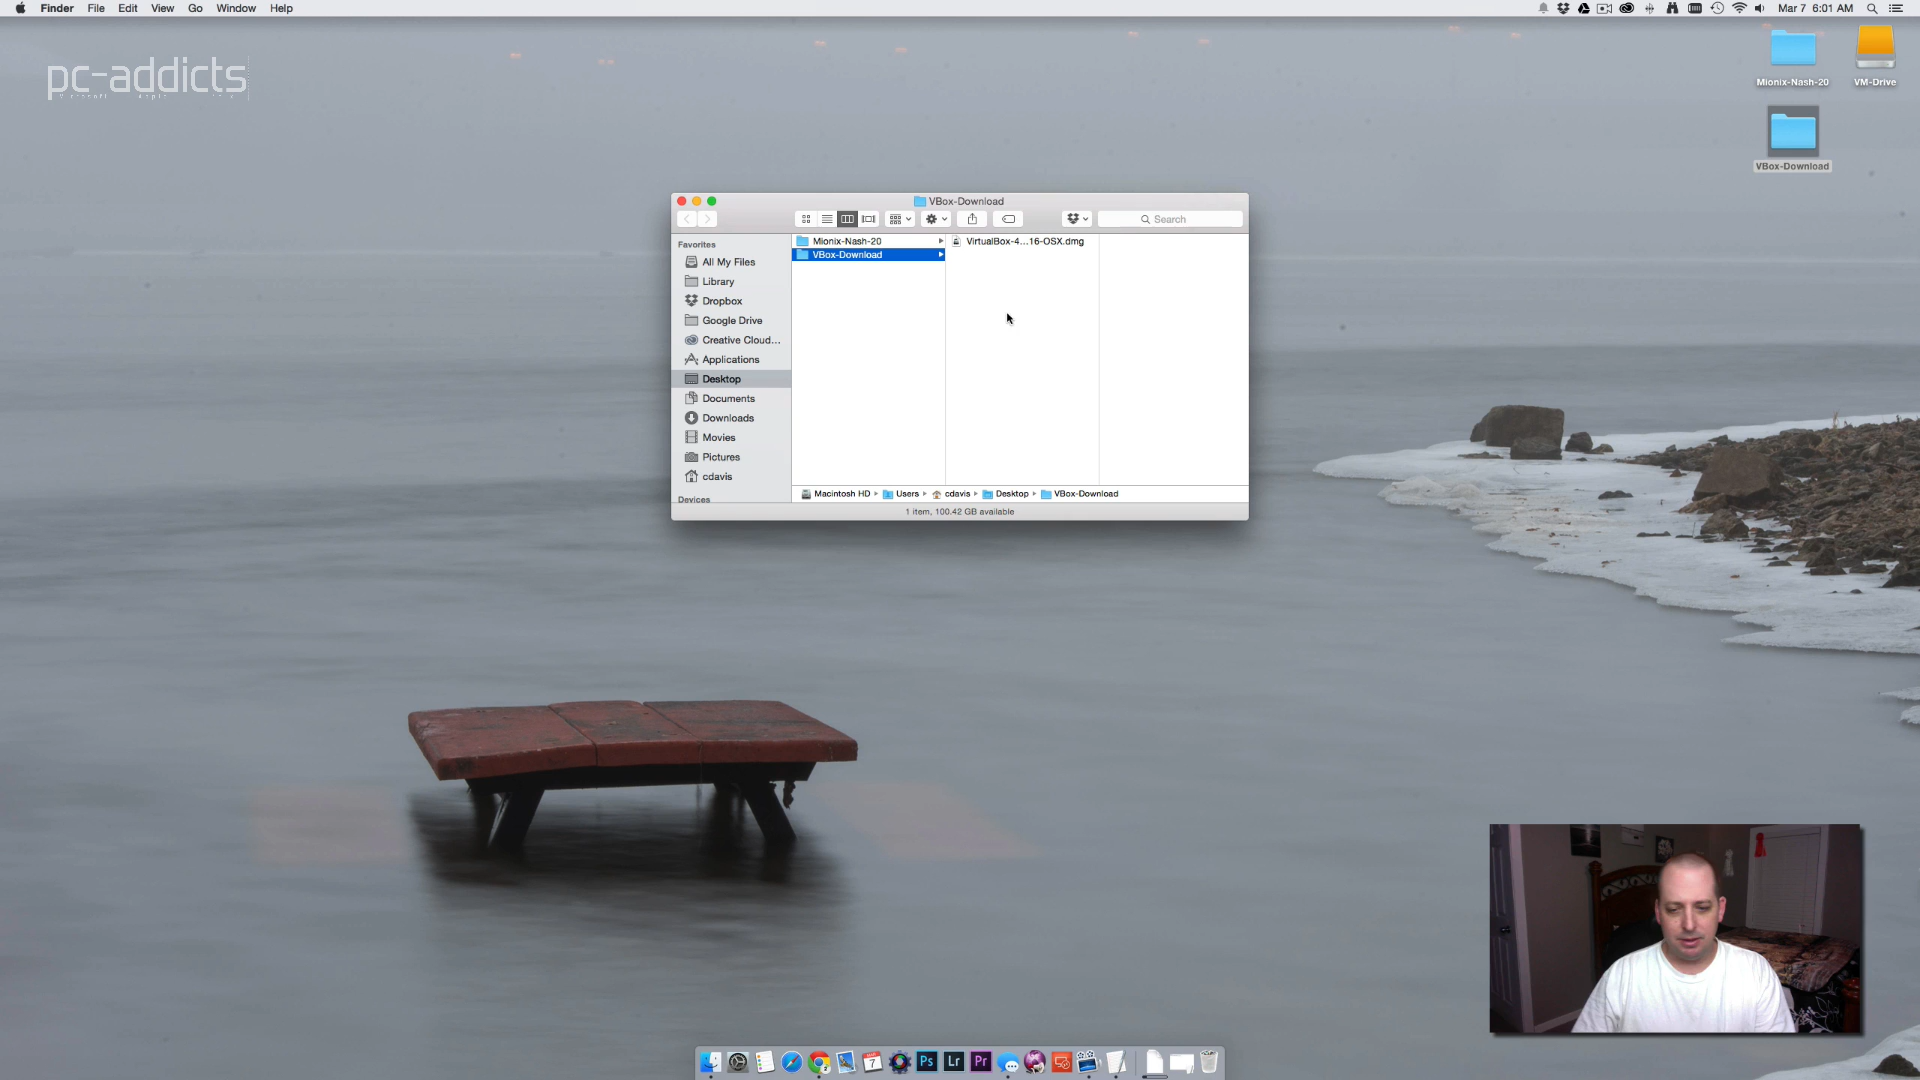 Finder File Edit View Go Window Help
Mar 7 6:01 AM
pc-addicts
Microsoft Apple
Mionix-Nash-20
VM-Drive
VBox-Download
VBox-Download
Search
Favorites
All My Files
Library
Dropbox
Google Drive
Creative Cloud...
Applications
Desktop
Documents
Downloads
Movies
Pictures
cdavis
Devices
Mionix-Nash-20
VBox-Download
VirtualBox-4...16-OSX.dmg
Macintosh HD Users cdavis Desktop VBox-Download
1 item, 100.42 GB available
7
Ps
Lr
Pr